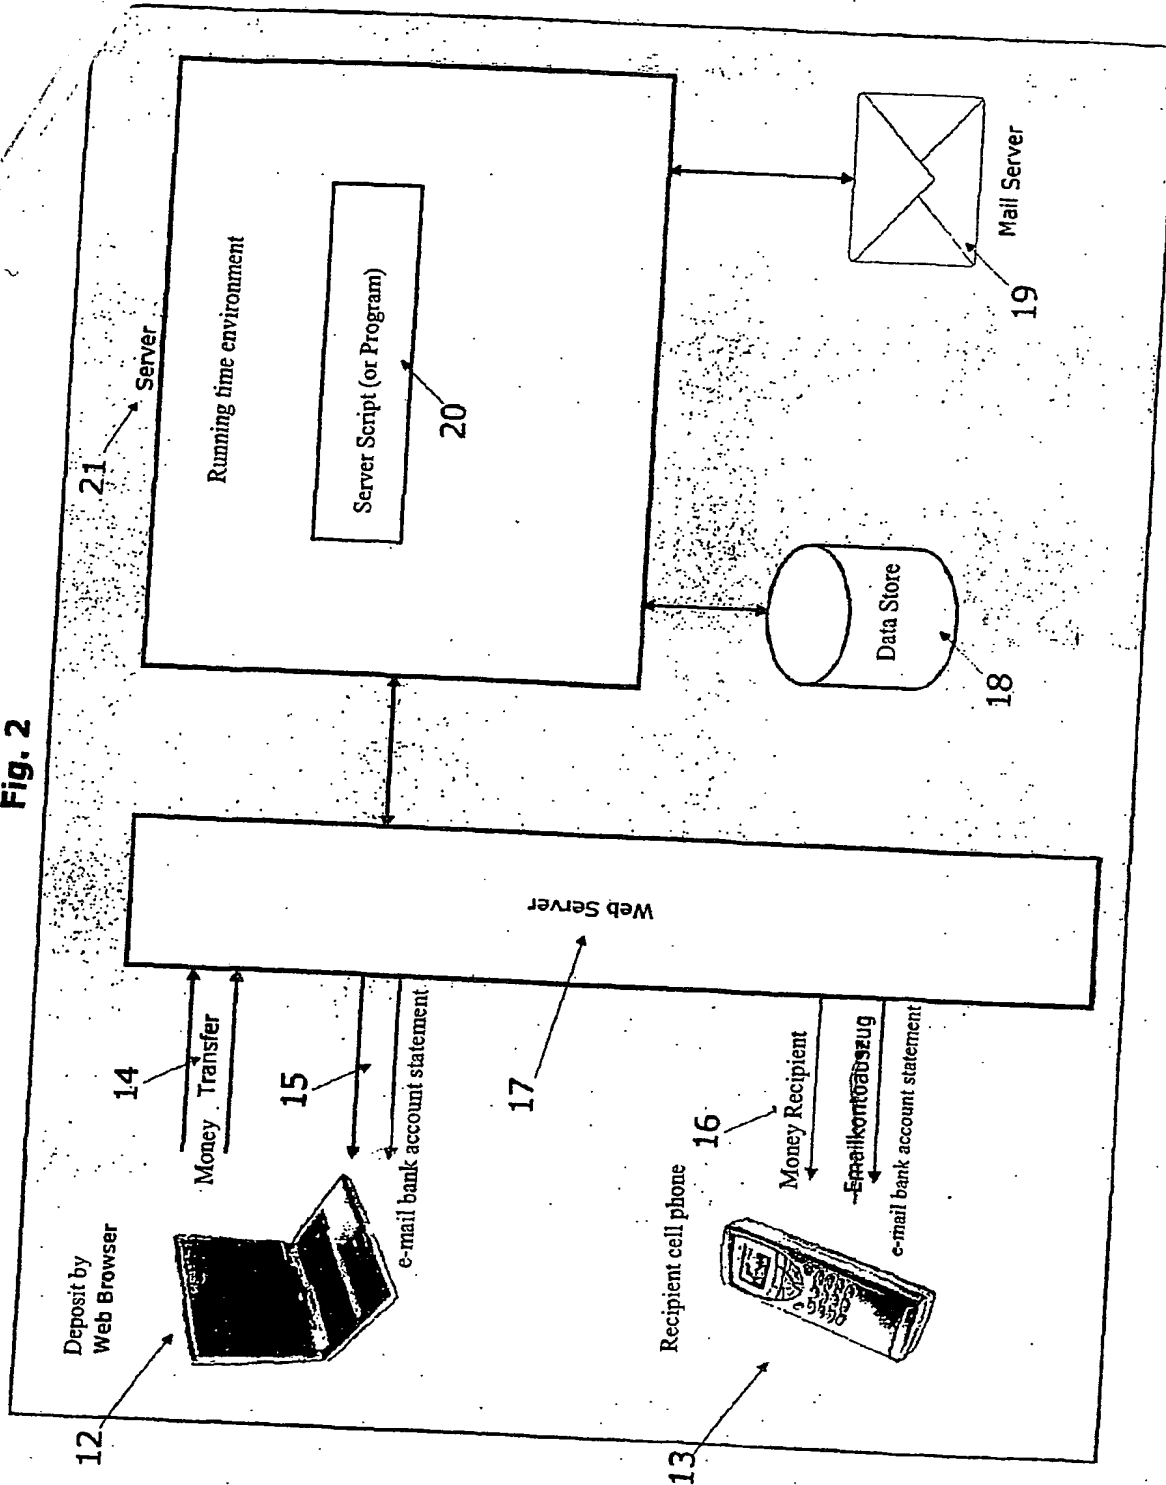 Fig. 2
12
Deposit by
Web Browser
14
Money Transfer
15
e-mail bank account statement
17
Web Server
21
Server
Running time environment
Server Script (or Program)
20
13
Recipient cell phone
16
Money Recipient
Emailkontoauszug
e-mail bank account statement
18
Data Store
19
Mail Server